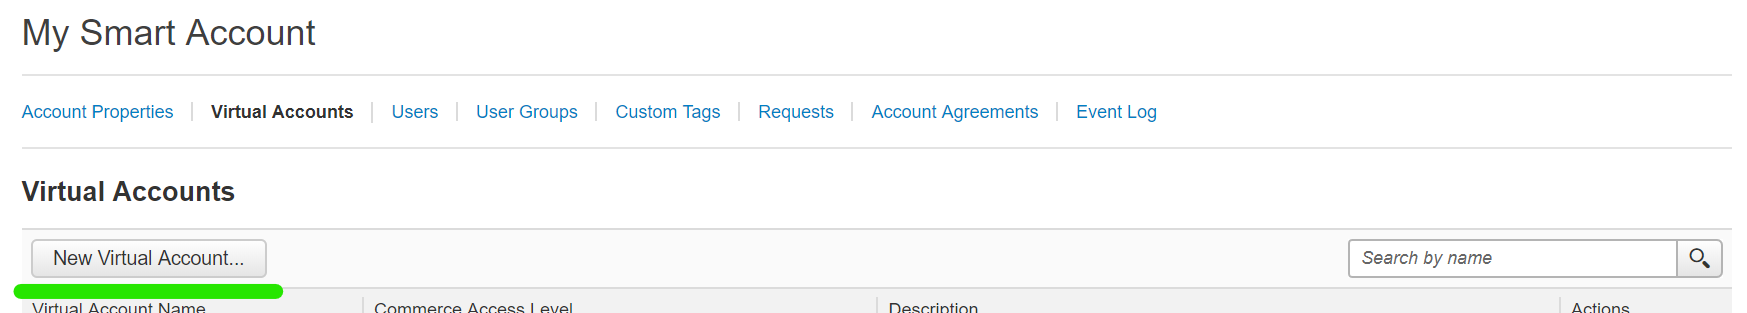 My Smart Account
Account Properties Virtual Accounts Users User Groups Custom Tags Requests Account Agreements Event Log
Virtual Accounts
New Virtual Account... Search by name
Virtual Account Name Commerce Access Level Description Actions